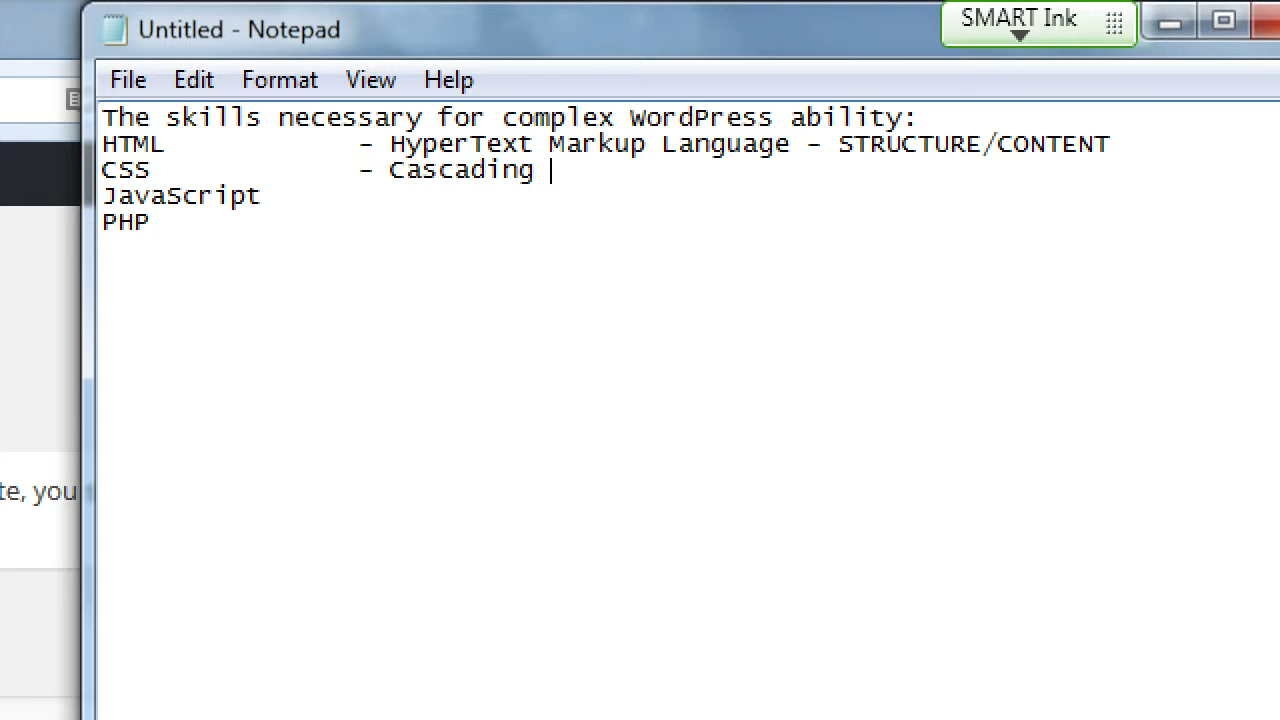 Untitled - Notepad
SMART Ink
File Edit Format View Help
The skills necessary for complex WordPress ability:
HTML - HyperText Markup Language - STRUCTURE/CONTENT
CSS - Cascading
JavaScript
PHP
te, you